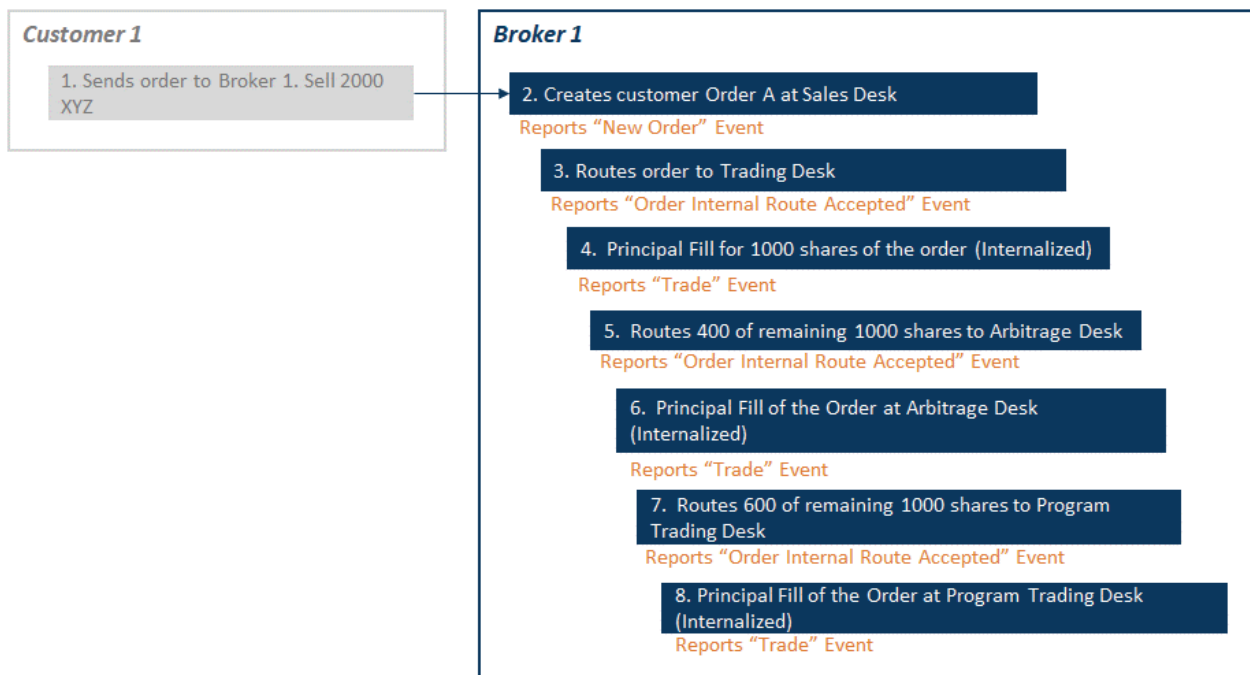 Customer 1
1. Sends order to Broker 1. Sell 2000
XYZ
Broker 1
2. Creates customer Order A at Sales Desk
Reports “New Order” Event
3. Routes order to Trading Desk
Reports “Order Internal Route Accepted” Event
4. Principal Fill for 1000 shares of the order (Internalized)
Reports “Trade” Event
5. Routes 400 of remaining 1000 shares to Arbitrage Desk
Reports “Order Internal Route Accepted” Event
6. Principal Fill of the Order at Arbitrage Desk
(Internalized)
Reports “Trade” Event
7. Routes 600 of remaining 1000 shares to Program
Trading Desk
Reports “Order Internal Route Accepted” Event
8. Principal Fill of the Order at Program Trading Desk
(Internalized)
Reports “Trade” Event